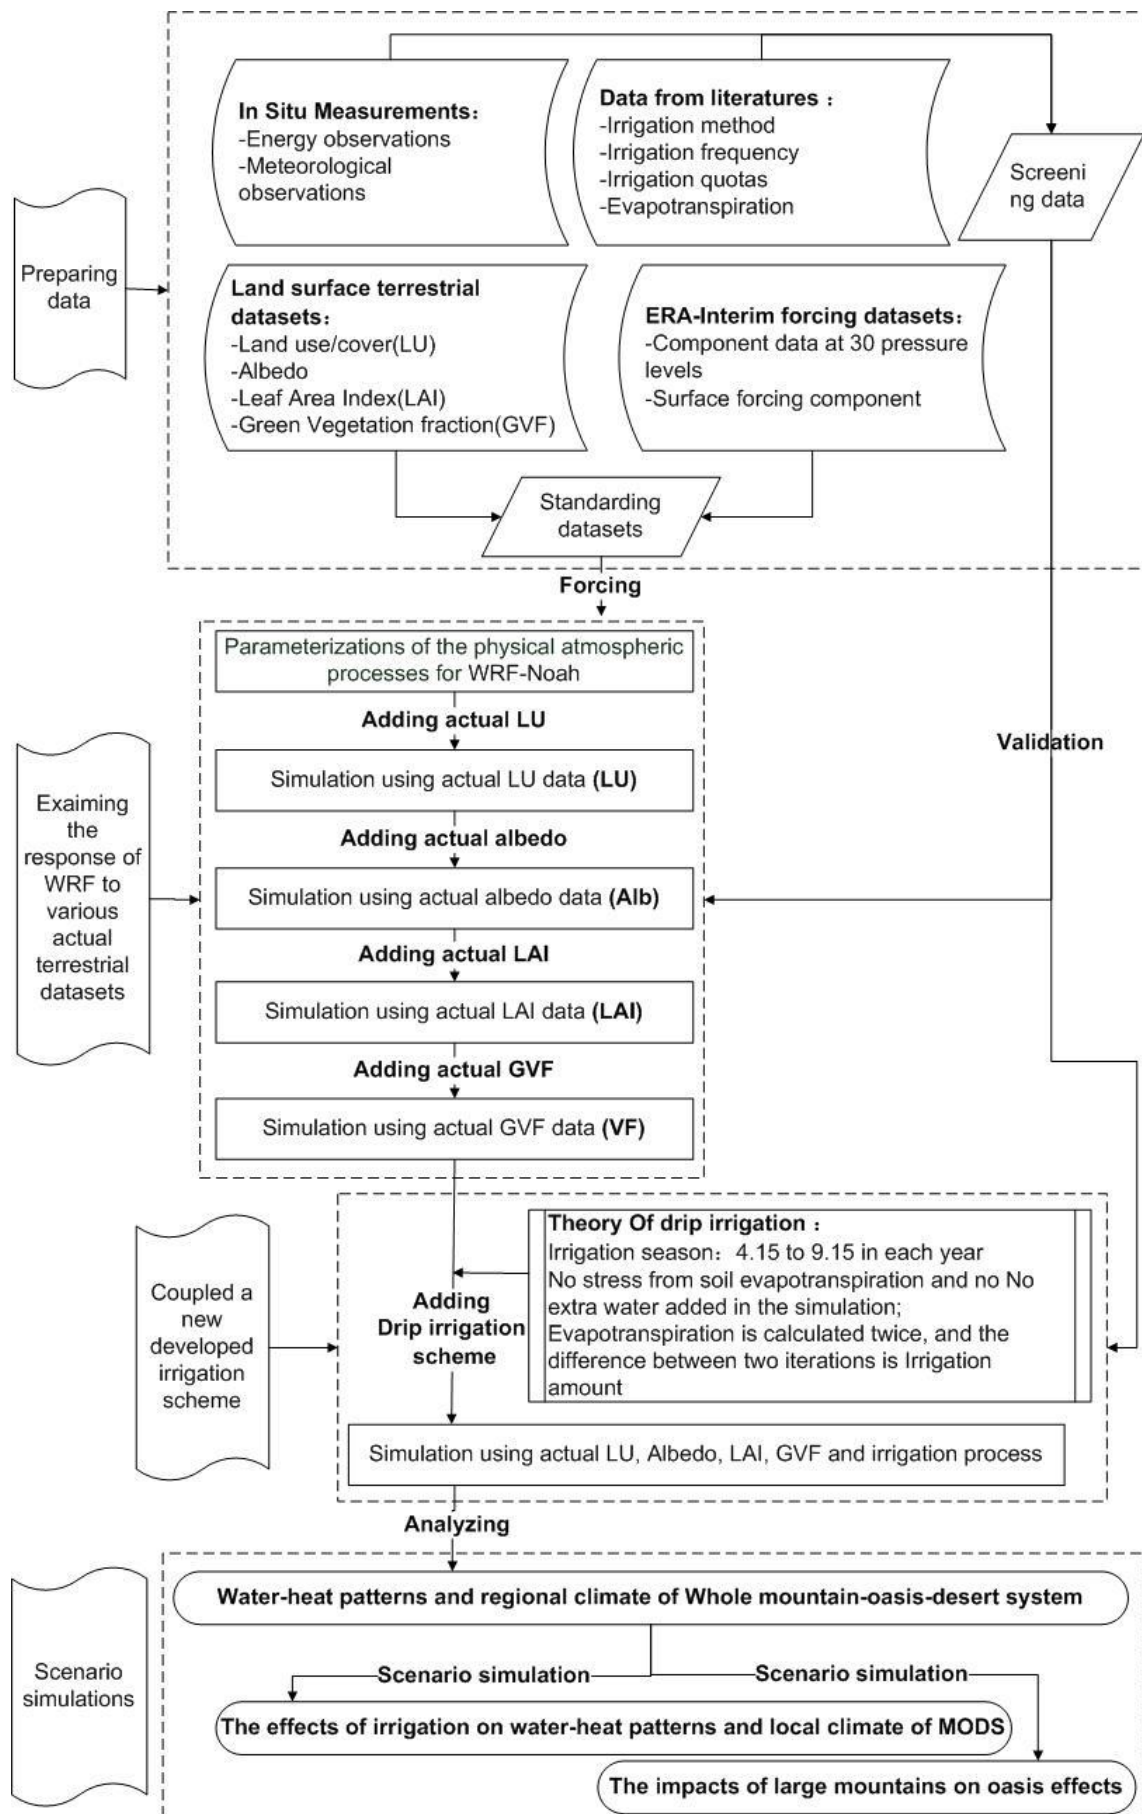 In Situ Measurements：
-Energy observations
-Meteorological
observations
Data from literatures：
-Irrigation method
-Irrigation frequency
-Irrigation quotas
-Evapotranspiration
Screeni
ng data
Preparing
data
Land surface terrestrial
datasets：
-Land use/cover(LU)
-Albedo
-Leaf Area Index(LAI)
-Green Vegetation fraction(GVF)
ERA-Interim forcing datasets：
-Component data at 30 pressure
levels
-Surface forcing component
Standarding
datasets
Forcing
Parameterizations of the physical atmospheric
processes for WRF-Noah
Adding actual LU
Simulation using actual LU data (LU)
Adding actual albedo
Simulation using actual albedo data (Alb)
Adding actual LAI
Simulation using actual LAI data (LAI)
Adding actual GVF
Simulation using actual GVF data (VF)
Validation
Exaiming
the
response of
WRF to
various
actual
terrestrial
datasets
Coupled a
new
developed
irrigation
scheme
Adding
Drip irrigation
scheme
Theory Of drip irrigation：
Irrigation season：4.15 to 9.15 in each year
No stress from soil evapotranspiration and no No
extra water added in the simulation;
Evapotranspiration is calculated twice, and the
difference between two iterations is Irrigation
amount
Simulation using actual LU, Albedo, LAI, GVF and irrigation process
Analyzing
Scenario
simulations
Water-heat patterns and regional climate of Whole mountain-oasis-desert system
Scenario simulation
Scenario simulation
The effects of irrigation on water-heat patterns and local climate of MODS
The impacts of large mountains on oasis effects